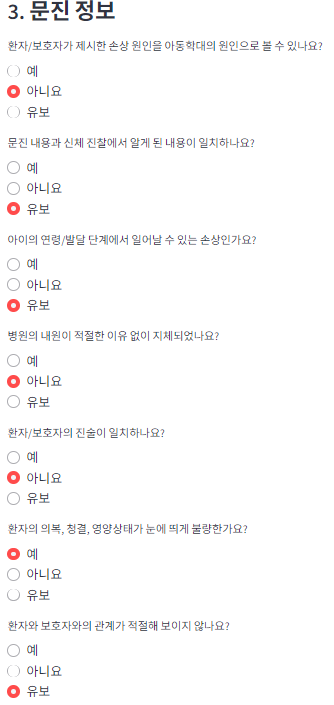 3. 문진 정보
환자/보호자가 제시한 손상 원인을 아동학대의 원인으로 볼 수 있나요?
예
아니요
유보
문진 내용과 신체 진찰에서 알게 된 내용이 일치하나요?
예
아니요
유보
아이의 연령/발달 단계에서 일어날 수 있는 손상인가요?
예
아니요
유보
병원의 내원이 적절한 이유 없이 지체되었나요?
예
아니요
유보
환자/보호자의 진술이 일치하나요?
예
아니요
유보
환자의 의복, 청결, 영양상태가 눈에 띄게 불량한가요?
예
아니요
유보
환자와 보호자와의 관계가 적절해 보이지 않나요?
예
아니요
유보